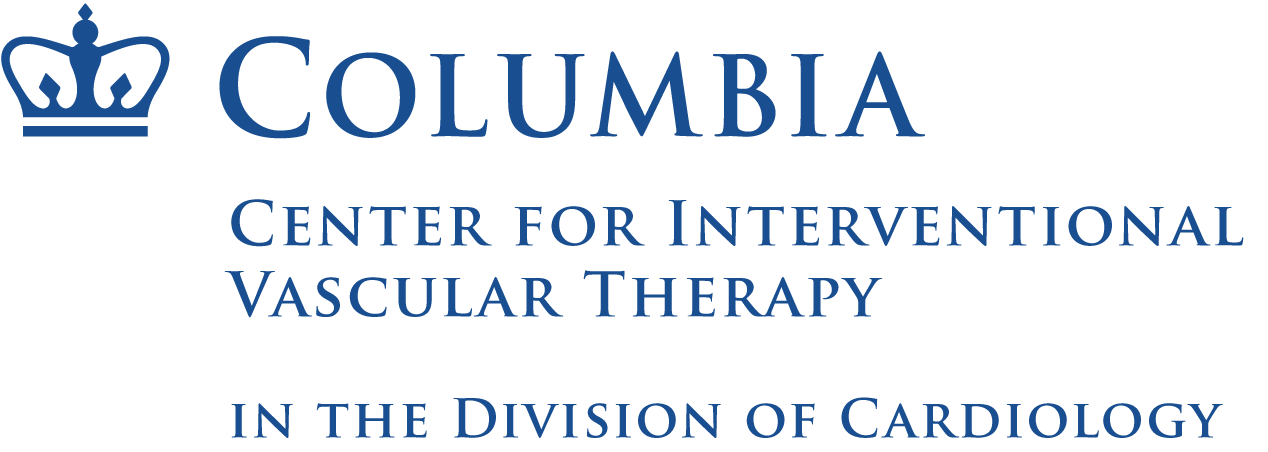 COLUMBIA
CENTER FOR INTERVENTIONAL
VASCULAR THERAPY
IN THE DIVISION OF CARDIOLOGY